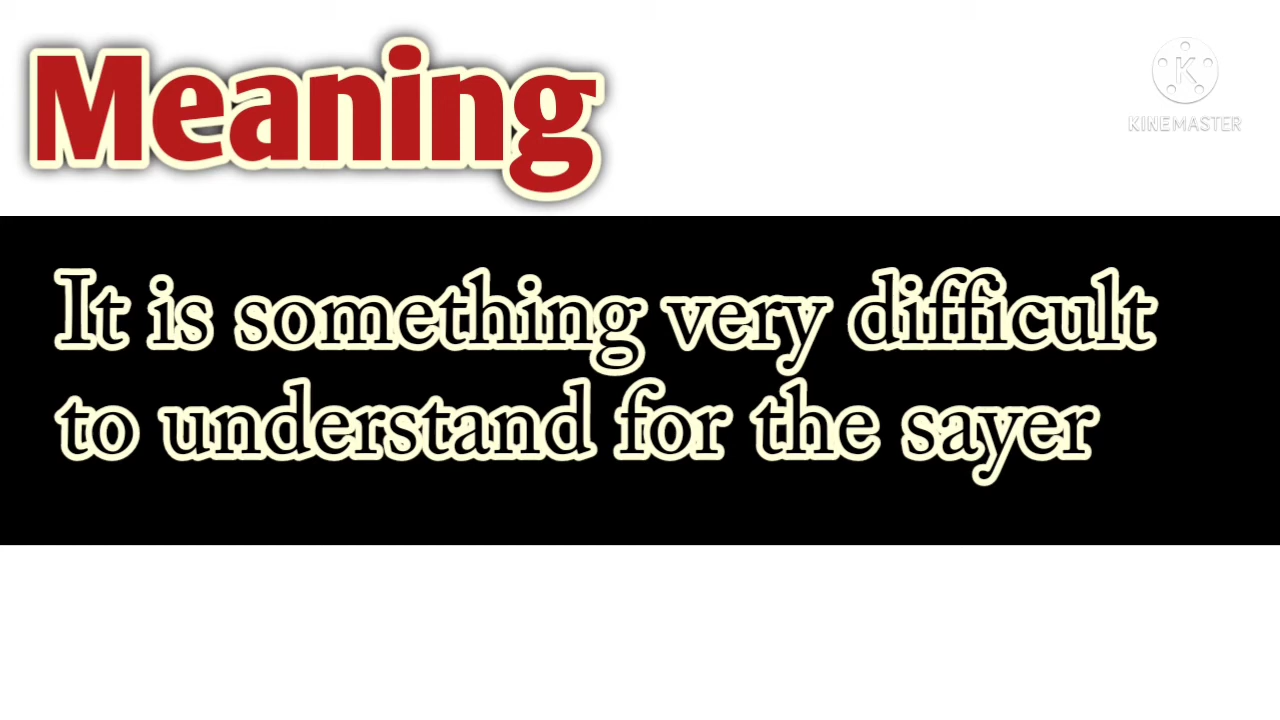 Meaning
KINEMASTER
It is something very difficult
to understand for the sayer